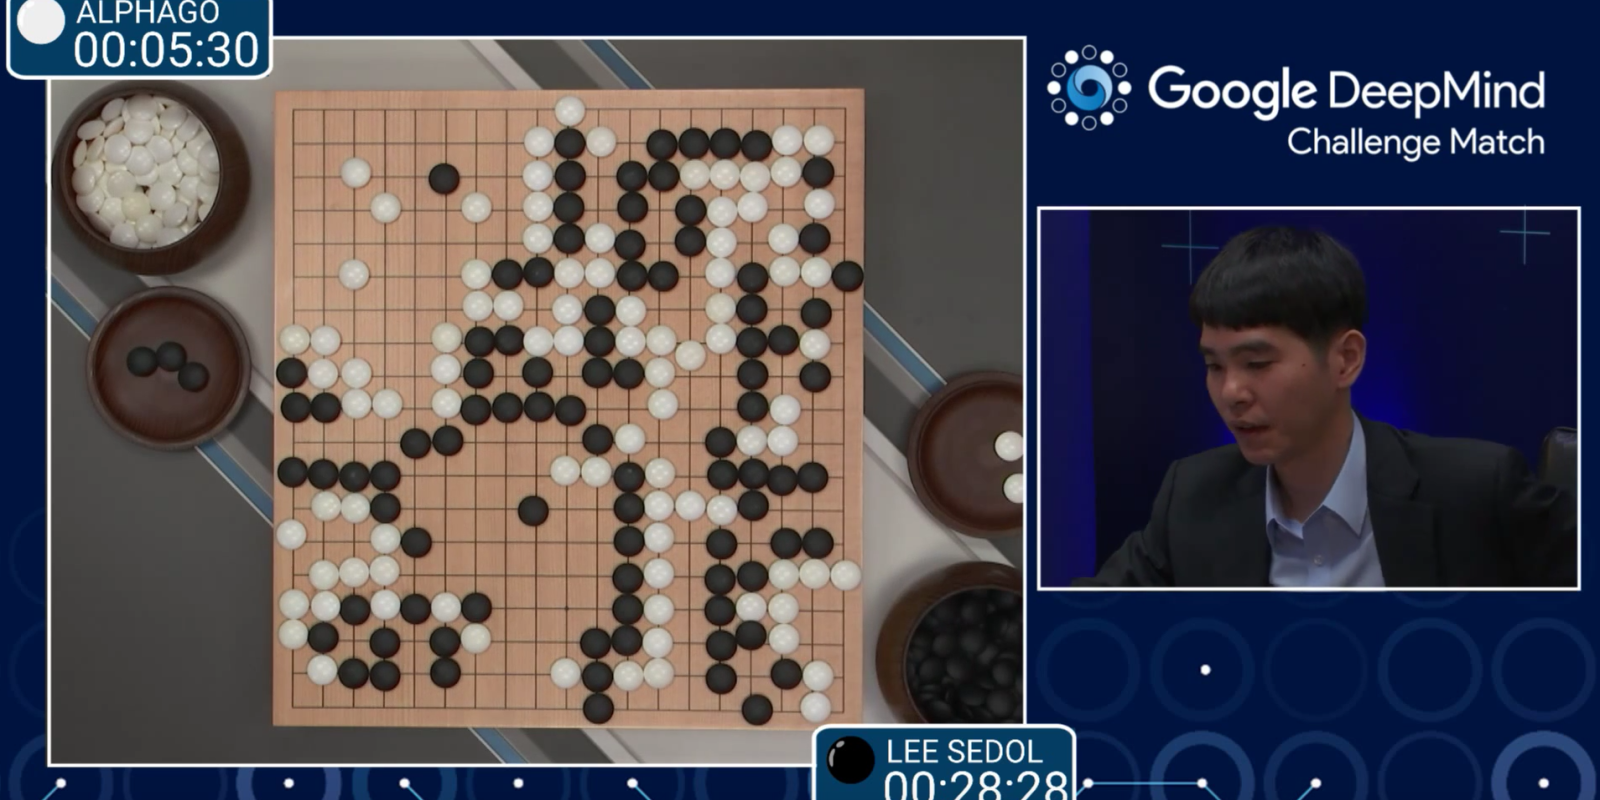 ALPHAGO
00:05:30
Google DeepMind
Challenge Match
LEE SEDOL
00:28:28